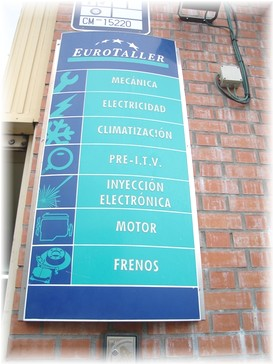 CM 15220
EUROTALLER
MECÁNICA
ELECTRICIDAD
CLIMATIZACIÓN
PRE-I.T.V.
INYECCIÓN
ELECTRÓNICA
MOTOR
FRENOS